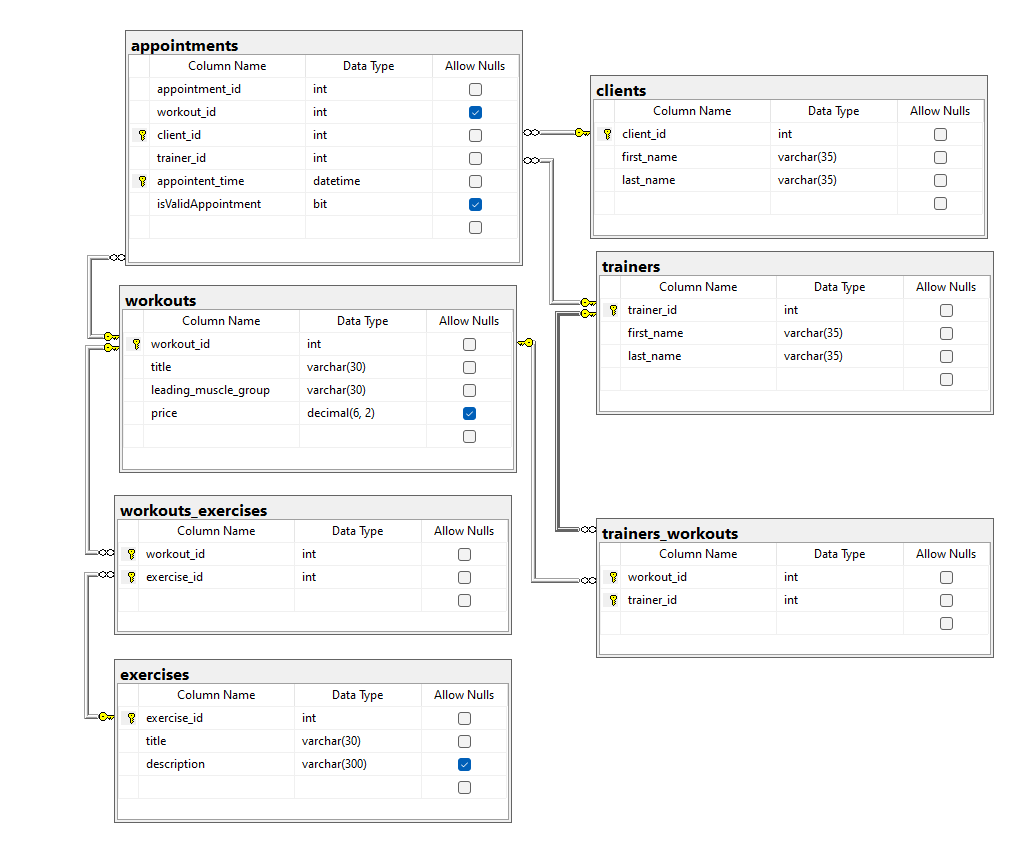 appointments
Column Name Data Type Allow Nulls
appointment_id int
workout_id int
client_id int
trainer_id int
appointent_time datetime
isValidAppointment bit
clients
Column Name Data Type Allow Nulls
client_id int
first_name varchar(35)
last_name varchar(35)
trainers
Column Name Data Type Allow Nulls
trainer_id int
first_name varchar(35)
last_name varchar(35)
workouts
Column Name Data Type Allow Nulls
workout_id int
title varchar(30)
leading_muscle_group varchar(30)
price decimal(6, 2)
workouts_exercises
Column Name Data Type Allow Nulls
workout_id int
exercise_id int
trainers_workouts
Column Name Data Type Allow Nulls
workout_id int
trainer_id int
exercises
Column Name Data Type Allow Nulls
exercise_id int
title varchar(30)
description varchar(300)